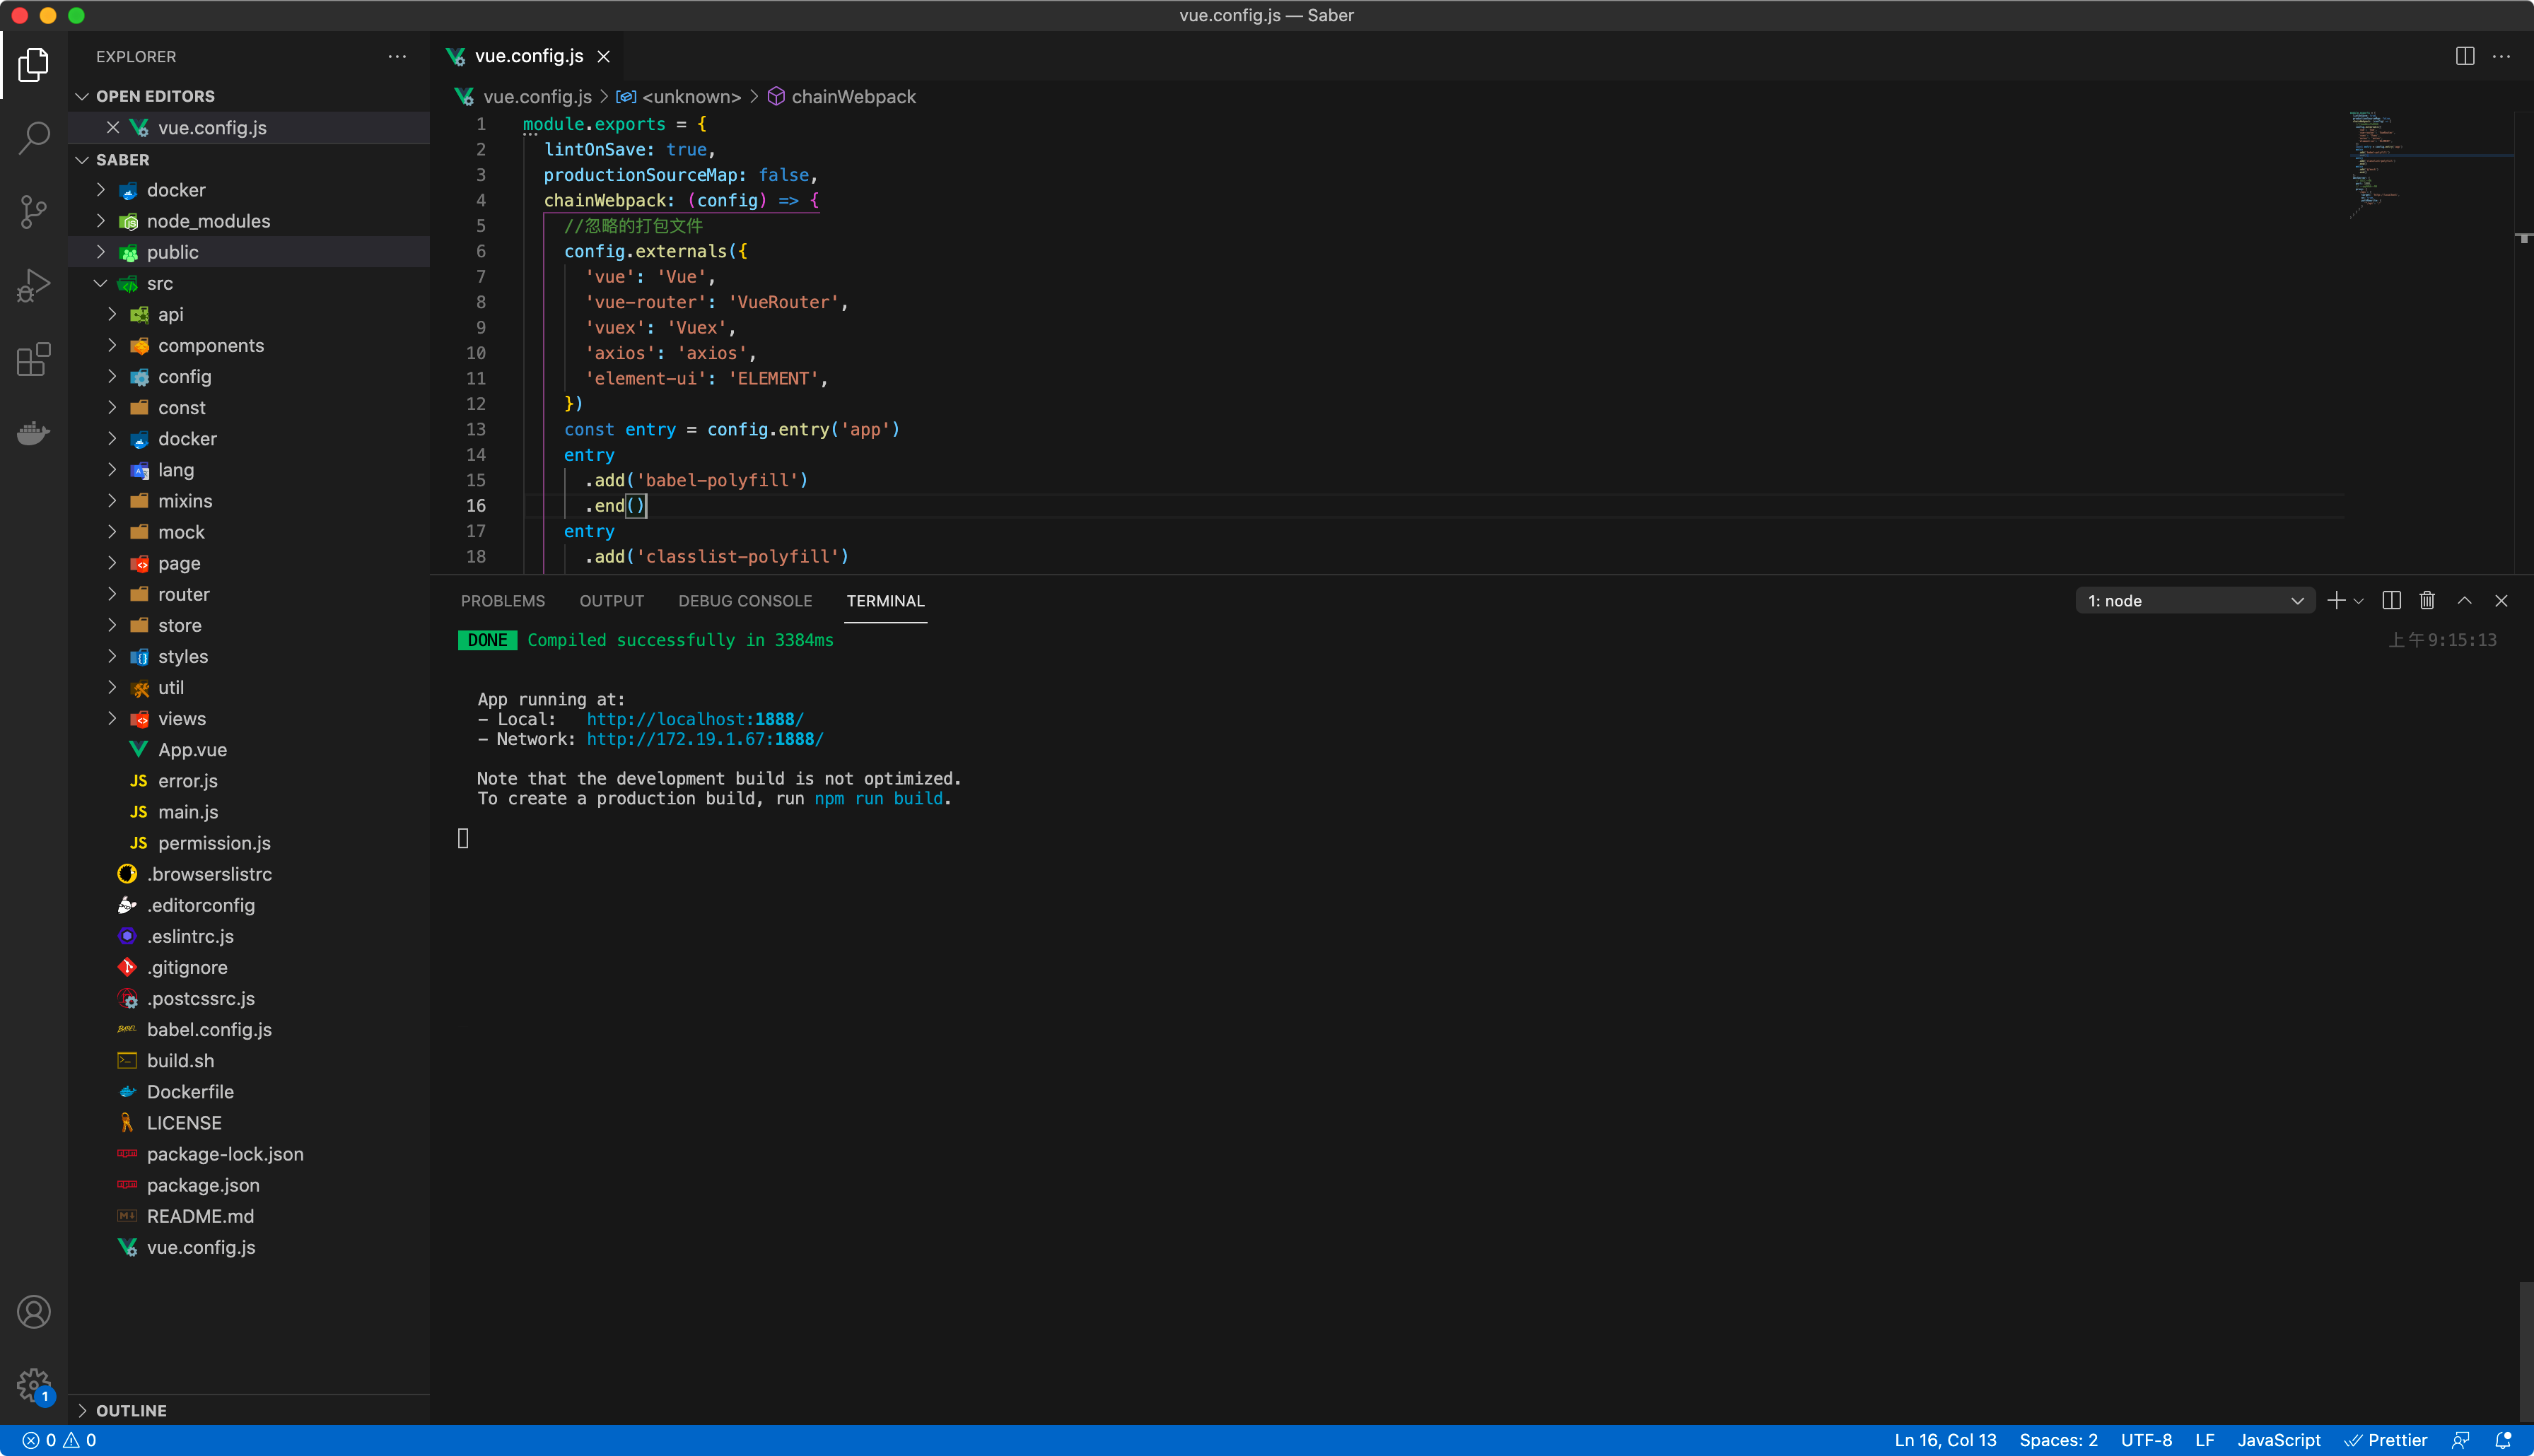 vue.config.js — Saber
EXPLORER
OPEN EDITORS
vue.config.js
SABER
docker
node_modules
public
src
api
components
config
const
docker
lang
mixins
mock
page
router
store
styles
util
views
App.vue
JS error.js
JS main.js
JS permission.js
.browserslistrc
.editorconfig
.eslintrc.js
.gitignore
.postcssrc.js
babel.config.js
build.sh
Dockerfile
LICENSE
package-lock.json
package.json
README.md
vue.config.js
OUTLINE
1
vue.config.js
vue.config.js > <unknown> > chainWebpack
1 module.exports = {
2 lintOnSave: true,
3 productionSourceMap: false,
4 chainWebpack: (config) => {
5 //忽略的打包文件
6 config.externals({
7 'vue': 'Vue',
8 'vue-router': 'VueRouter',
9 'vuex': 'Vuex',
10 'axios': 'axios',
11 'element-ui': 'ELEMENT',
12 })
13 const entry = config.entry('app')
14 entry
15 .add('babel-polyfill')
16 .end()
17 entry
18 .add('classlist-polyfill')
PROBLEMS OUTPUT DEBUG CONSOLE TERMINAL 1: node
DONE Compiled successfully in 3384ms 上午9:15:13
App running at:
- Local: http://localhost:1888/
- Network: http://172.19.1.67:1888/
Note that the development build is not optimized.
To create a production build, run npm run build.
0 0 Ln 16, Col 13 Spaces: 2 UTF-8 LF JavaScript Prettier